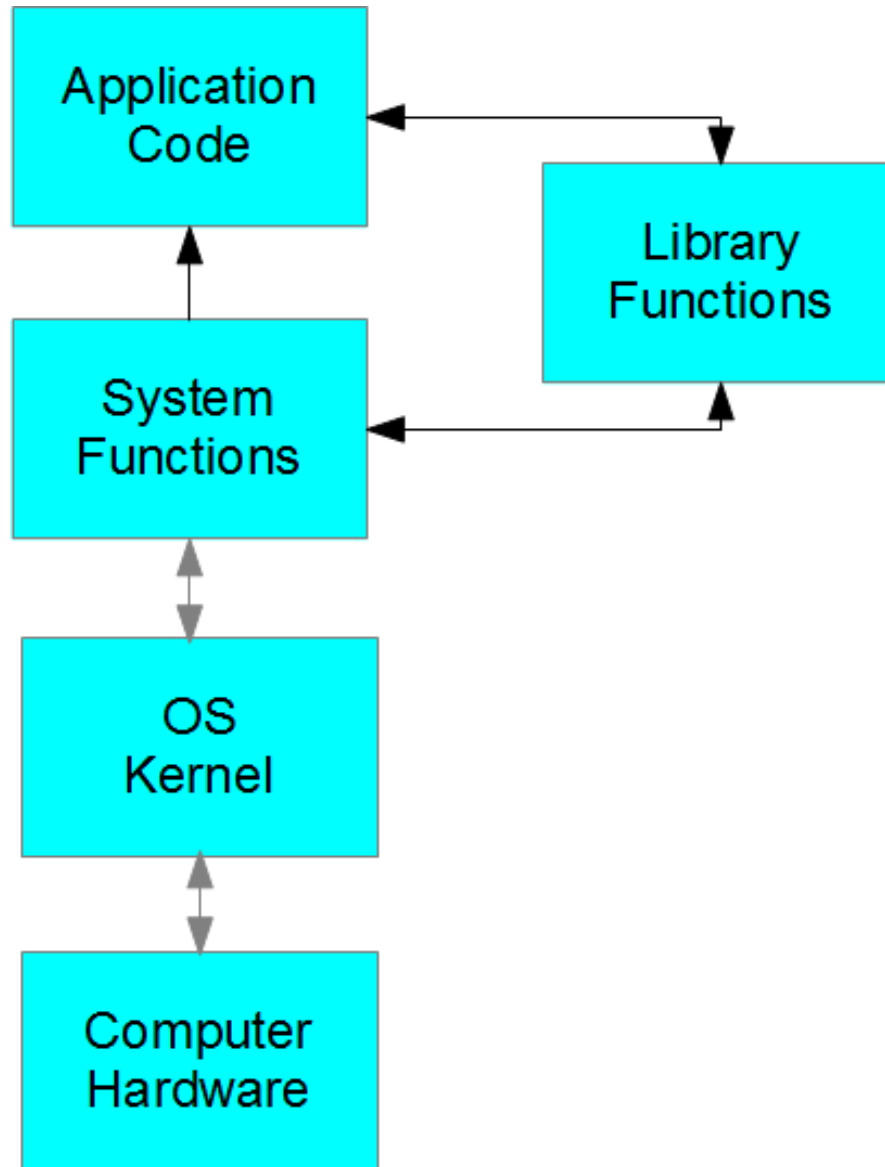 Application
Code
Library
Functions
System
Functions
OS
Kernel
Computer
Hardware